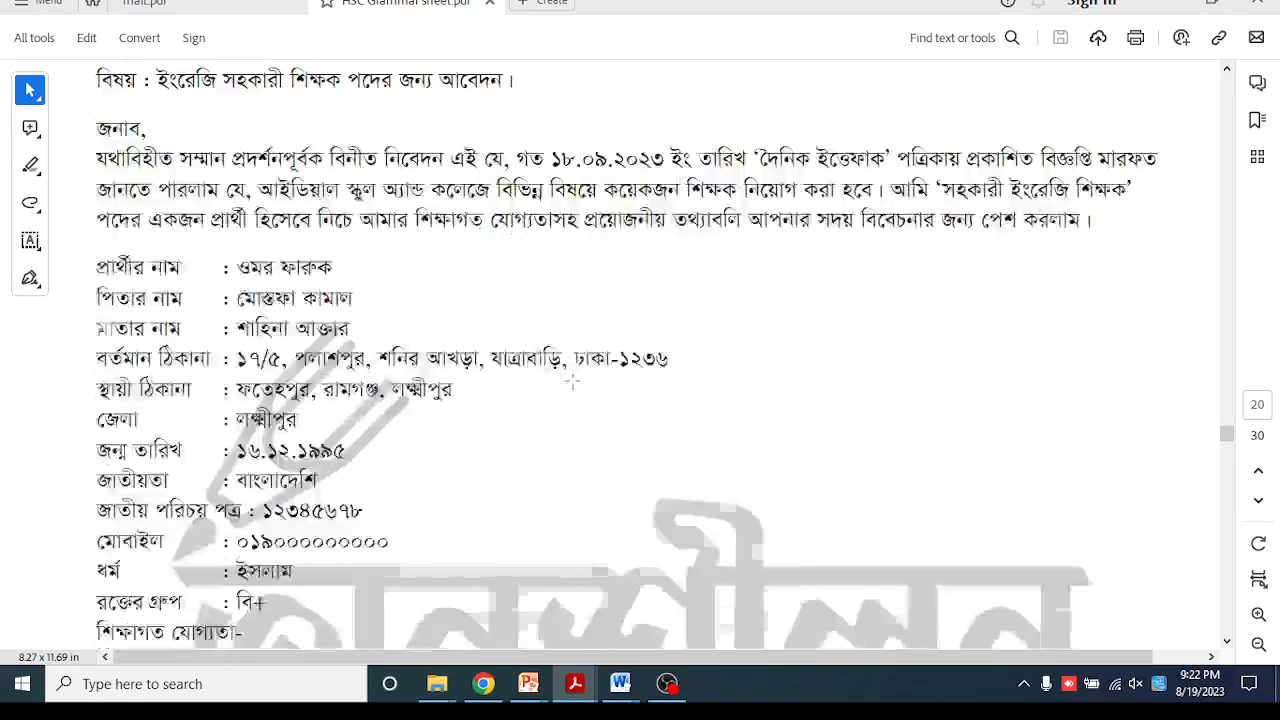 Menu
mail.pdf
HSC Grammar sheet.pdf
Create
Sign in
All tools Edit Convert Sign Find text or tools
বিষয় : ইংরেজি সহকারী শিক্ষক পদের জন্য আবেদন।
জনাব,
যথাবিহীত সম্মান প্রদর্শনপূর্বক বিনীত নিবেদন এই যে, গত ১৮.০৯.২০২৩ ইং তারিখ ‘দৈনিক ইত্তেফাক’ পত্রিকায় প্রকাশিত বিজ্ঞপ্তি মারফত
জানতে পারলাম যে, আইডিয়াল স্কুল অ্যান্ড কলেজে বিভিন্ন বিষয়ে কয়েকজন শিক্ষক নিয়োগ করা হবে। আমি ‘সহকারী ইংরেজি শিক্ষক’
পদের একজন প্রার্থী হিসেবে নিচে আমার শিক্ষাগত যোগ্যতাসহ প্রয়োজনীয় তথ্যাবলি আপনার সদয় বিবেচনার জন্য পেশ করলাম।
প্রার্থীর নাম : ওমর ফারুক
পিতার নাম : মোস্তফা কামাল
মাতার নাম : শাহিনা আক্তার
বর্তমান ঠিকানা : ১৭/৫, পলাশপুর, শনির আখড়া, যাত্রাবাড়ি, ঢাকা-১২৩৬
স্থায়ী ঠিকানা : ফতেহপুর, রামগঞ্জ, লক্ষ্মীপুর
জেলা : লক্ষ্মীপুর
জন্ম তারিখ : ১৬.১২.১৯৯৫
জাতীয়তা : বাংলাদেশি
জাতীয় পরিচয় পত্র : ১২৩৪৫৬৭৮
মোবাইল : ০১৯০০০০০০০০০০
ধর্ম : ইসলাম
রক্তের গ্রুপ : বি+
শিক্ষাগত যোগ্যতা-
20
30
8.27 x 11.69 in
Type here to search
9:22 PM
8/19/2023